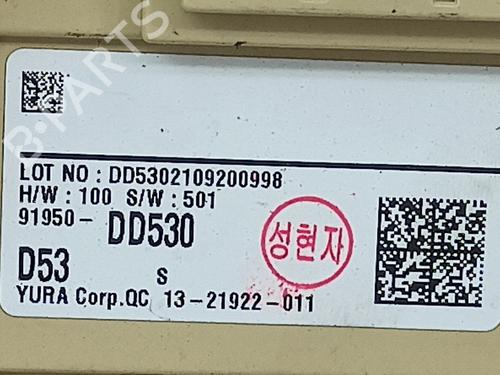 B-PARTS
LOT NO : DD5302109200998
H/W : 100 S/W : 501
91950- DD530
성현자
D53 S
YURA Corp.QC 13-21922-011